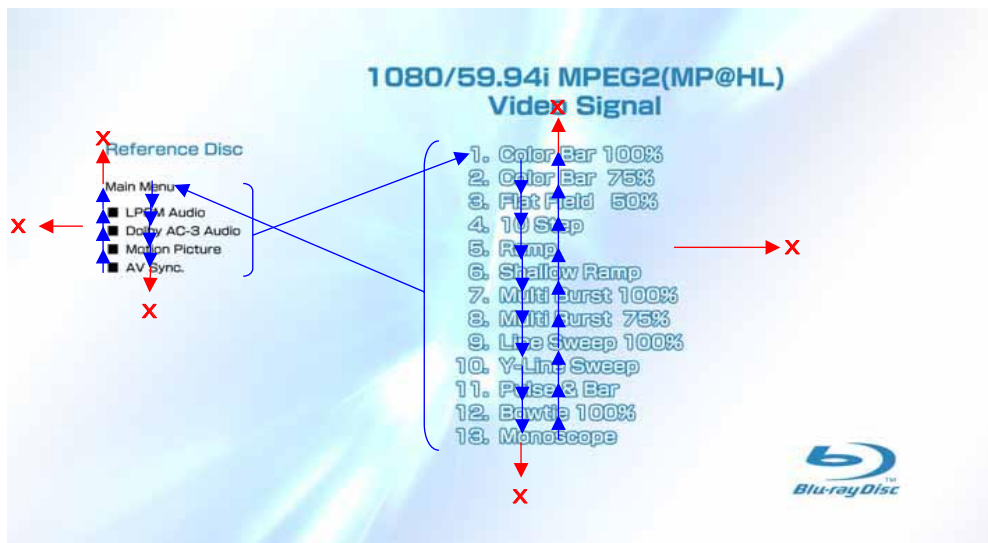 1080/59.94i MPEG2(MP@HL)
Video Signal
Reference Disc
Main Menu
■ LPCM Audio
■ Dolby AC-3 Audio
■ Motion Picture
■ AV Sync.
1. Color Bar 100%
2. Color Bar 75%
3. Flat Field 50%
4. 10 Step
5. Ramp
6. Shallow Ramp
7. Multi Burst 100%
8. Multi Burst 75%
9. Line Sweep 100%
10. Y-Line Sweep
11. Pulse & Bar
12. Bowtie 100%
13. Monoscope
X
X
X
X
X
X
Blu-ray Disc™